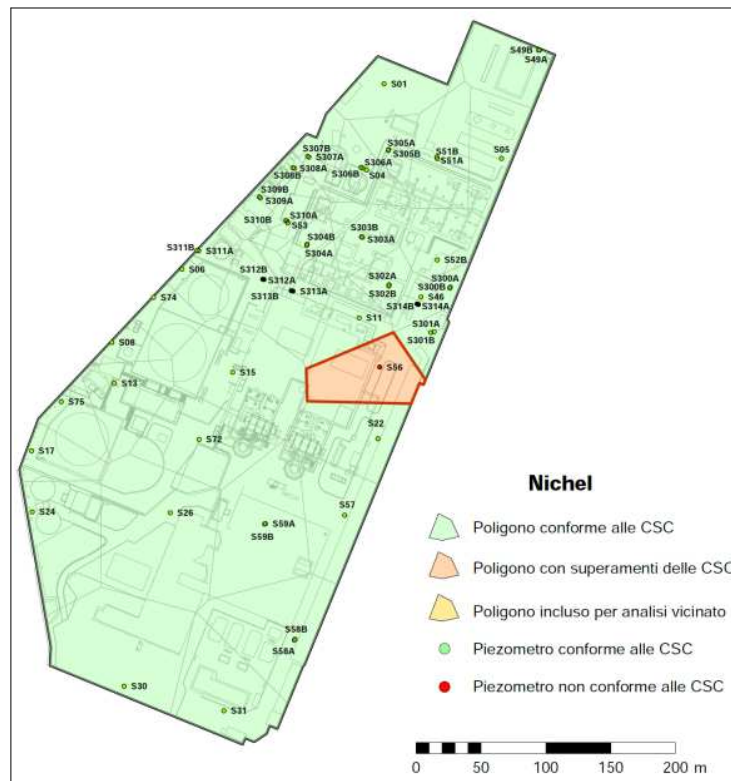 S49B
S49A
S01
S305A
S305B
S51B
S51A
S05
S307B
S307A
S308A
S308B
S306A
S306B
S04
S309B
S309A
S310A
S310B
S53
S303B
S303A
S304B
S304A
S311B
S311A
S06
S52B
S312B
S312A
S313A
S313B
S302A
S302B
S300A
S300B
S46
S314B
S314A
S74
S11
S301A
S301B
S08
S56
S15
S13
S75
S22
S72
S17
S24
S26
S57
S59A
S59B
S58B
S58A
S30
S31
Nichel
Poligono conforme alle CSC
Poligono con superamenti delle CSC
Poligono incluso per analisi vicinato
Piezometro conforme alle CSC
Piezometro non conforme alle CSC
0 50 100 150 200 m